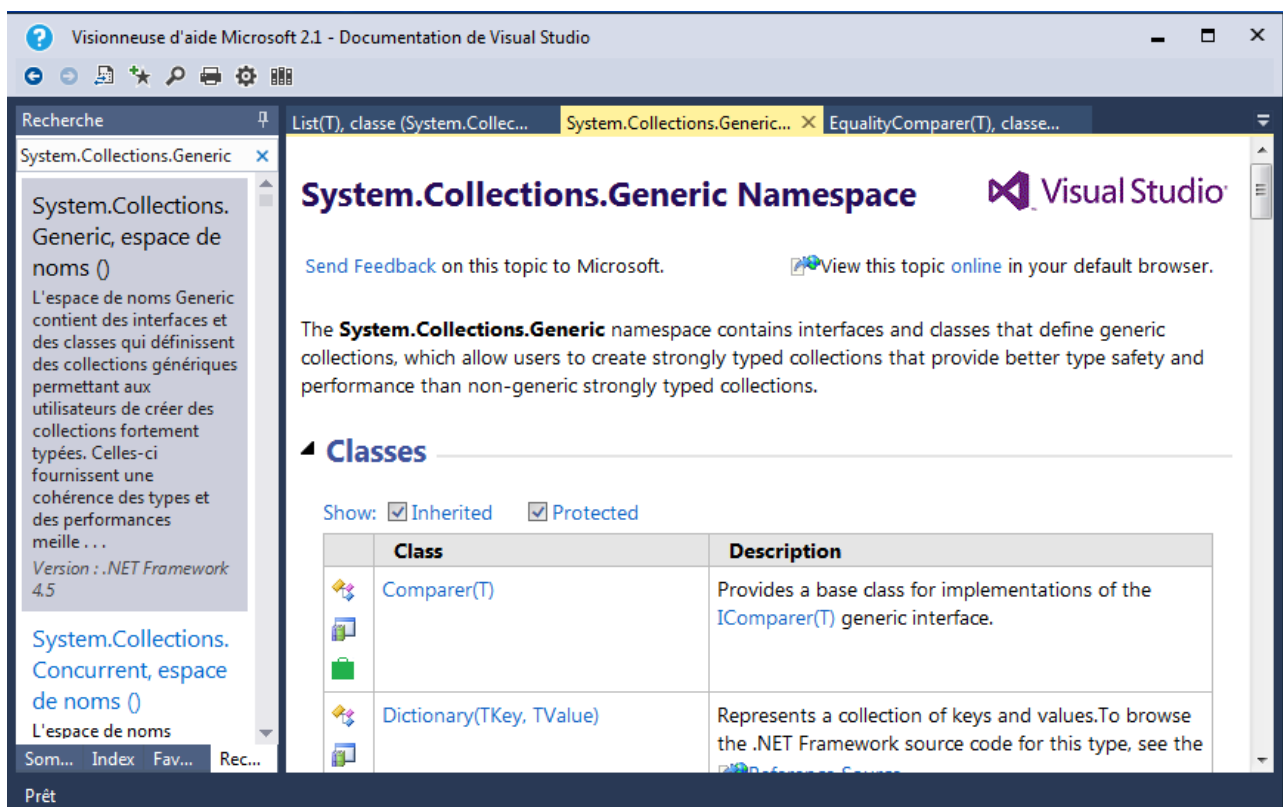 Visionneuse d'aide Microsoft 2.1 - Documentation de Visual Studio
Recherche
System.Collections.Generic
System.Collections.
Generic, espace de
noms ()
L'espace de noms Generic
contient des interfaces et
des classes qui définissent
des collections génériques
permettant aux
utilisateurs de créer des
collections fortement
typées. Celles-ci
fournissent une
cohérence des types et
des performances
meille . . .
Version : .NET Framework
4.5
System.Collections.
Concurrent, espace
de noms ()
L'espace de noms
Som... Index Fav... Rec...
List(T), classe (System.Collec... System.Collections.Generic... EqualityComparer(T), classe...
System.Collections.Generic Namespace
Visual Studio
Send Feedback on this topic to Microsoft. View this topic online in your default browser.
The System.Collections.Generic namespace contains interfaces and classes that define generic
collections, which allow users to create strongly typed collections that provide better type safety and
performance than non-generic strongly typed collections.
Classes
Show: Inherited Protected
Class Description
Comparer(T) Provides a base class for implementations of the
IComparer(T) generic interface.
Dictionary(TKey, TValue) Represents a collection of keys and values.To browse
the .NET Framework source code for this type, see the
Reference Source
Prêt